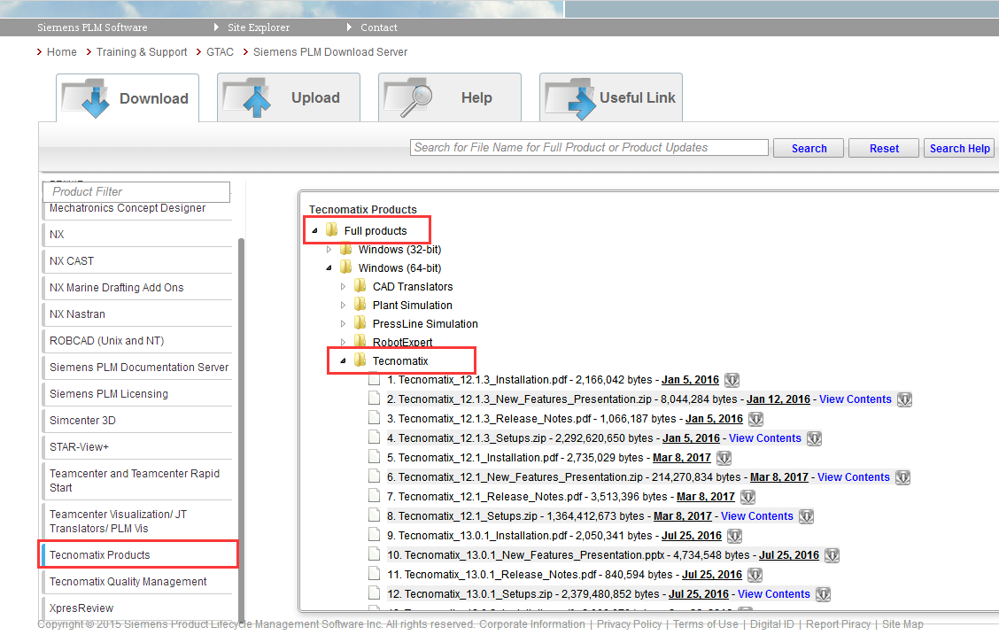 Siemens PLM Software Site Explorer Contact
Home Training & Support GTAC Siemens PLM Download Server
Download Upload Help Useful Link
Search for File Name for Full Product or Product Updates Search Reset Search Help
Product Filter
Mechatronics Concept Designer
NX
NX CAST
NX Marine Drafting Add Ons
NX Nastran
ROBCAD (Unix and NT)
Siemens PLM Documentation Server
Siemens PLM Licensing
Simcenter 3D
STAR-View+
Teamcenter and Teamcenter Rapid
Start
Teamcenter Visualization/ JT
Translators/ PLM Vis
Tecnomatix Products
Tecnomatix Quality Management
XpresReview
Tecnomatix Products
Full products
Windows (32-bit)
Windows (64-bit)
CAD Translators
Plant Simulation
PressLine Simulation
RobotExpert
Tecnomatix
1. Tecnomatix_12.1.3_Installation.pdf - 2,166,042 bytes - Jan 5, 2016
2. Tecnomatix_12.1.3_New_Features_Presentation.zip - 8,044,284 bytes - Jan 12, 2016 - View Contents
3. Tecnomatix_12.1.3_Release_Notes.pdf - 1,066,187 bytes - Jan 5, 2016
4. Tecnomatix_12.1.3_Setups.zip - 2,292,620,650 bytes - Jan 5, 2016 - View Contents
5. Tecnomatix_12.1_Installation.pdf - 2,735,029 bytes - Mar 8, 2017
6. Tecnomatix_12.1_New_Features_Presentation.zip - 214,270,834 bytes - Mar 8, 2017 - View Contents
7. Tecnomatix_12.1_Release_Notes.pdf - 3,513,396 bytes - Mar 8, 2017
8. Tecnomatix_12.1_Setups.zip - 1,364,412,673 bytes - Mar 8, 2017 - View Contents
9. Tecnomatix_13.0.1_Installation.pdf - 2,050,341 bytes - Jul 25, 2016
10. Tecnomatix_13.0.1_New_Features_Presentation.pptx - 4,734,548 bytes - Jul 25, 2016
11. Tecnomatix_13.0.1_Release_Notes.pdf - 840,594 bytes - Jul 25, 2016
12. Tecnomatix_13.0.1_Setups.zip - 2,379,480,852 bytes - Jul 25, 2016 - View Contents
Copyright © 2015 Siemens Product Lifecycle Management Software Inc. All rights reserved. Corporate Information | Privacy Policy | Terms of Use | Digital ID | Report Piracy | Site Map